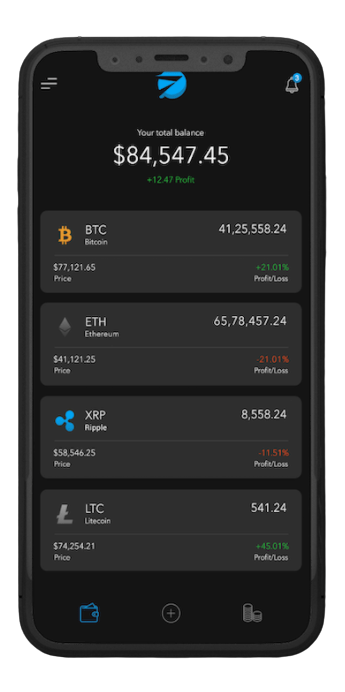 3
Your total balance
$84,547.45
+12.47 Profit
BTC 41,25,558.24
Bitcoin
$77,121.65 +21.01%
Price Profit/Loss
ETH 65,78,457.24
Ethereum
$41,121.25 -21.01%
Price Profit/Loss
XRP 8,558.24
Ripple
$58,546.25 -11.51%
Price Profit/Loss
LTC 541.24
Litecoin
$74,254.21 +45.01%
Price Profit/Loss